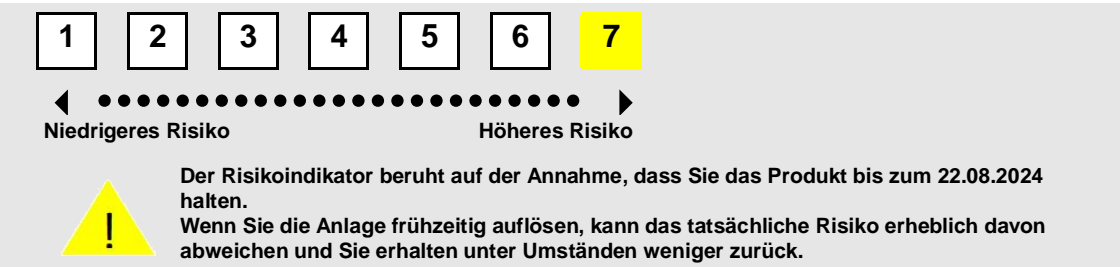 1 2 3 4 5 6 7
Niedrigeres Risiko Höheres Risiko
Der Risikoindikator beruht auf der Annahme, dass Sie das Produkt bis zum 22.08.2024
halten.
Wenn Sie die Anlage frühzeitig auflösen, kann das tatsächliche Risiko erheblich davon
abweichen und Sie erhalten unter Umständen weniger zurück.
!